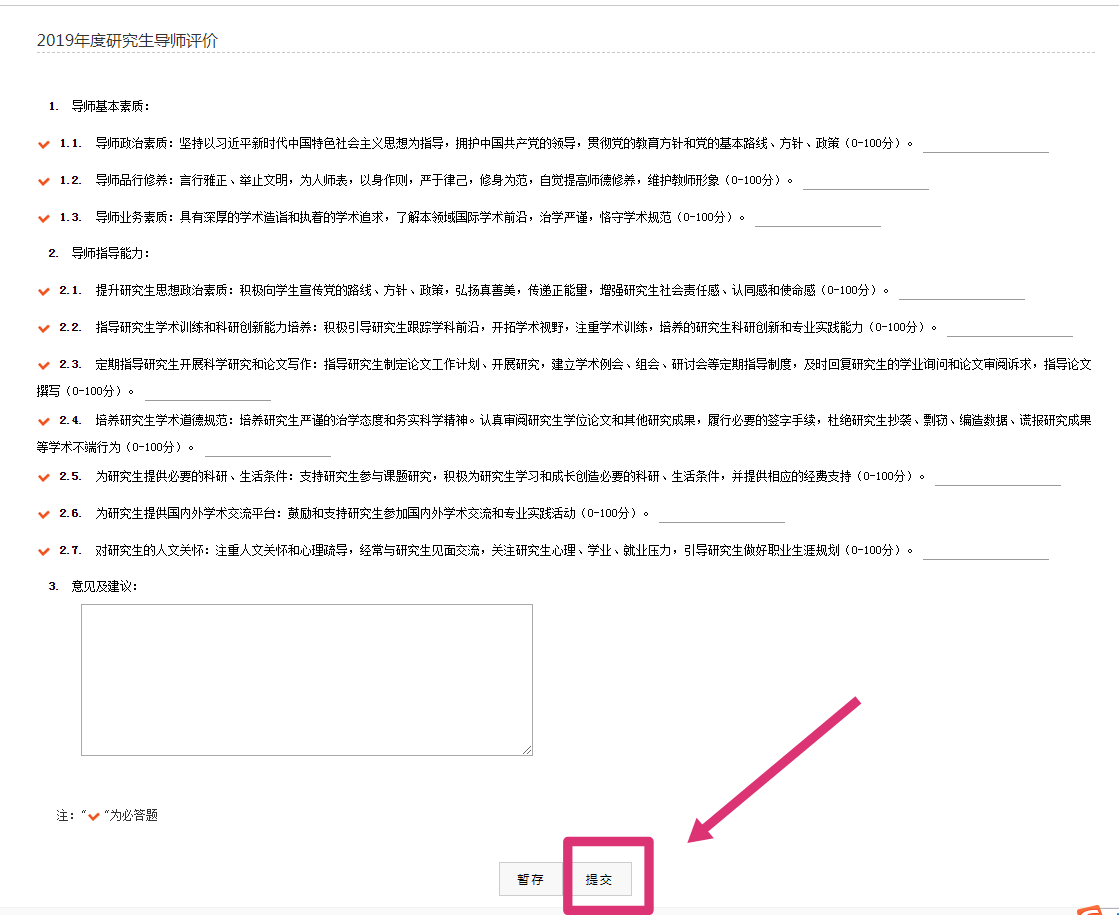 2019年度研究生导师评价
1. 导师基本素质：
1.1. 导师政治素质：坚持以习近平新时代中国特色社会主义思想为指导，拥护中国共产党的领导，贯彻党的教育方针和党的基本路线、方针、政策（0-100分）。
1.2. 导师品行修养：言行雅正、举止文明，为人师表，以身作则，严于律己，修身为范，自觉提高师德修养，维护教师形象（0-100分）。
1.3. 导师业务素质：具有深厚的学术造诣和执着的学术追求，了解本领域国际学术前沿，治学严谨，恪守学术规范（0-100分）。
2. 导师指导能力：
2.1. 提升研究生思想政治素质：积极向学生宣传党的路线、方针、政策，弘扬真善美，传递正能量，增强研究生社会责任感、认同感和使命感（0-100分）。
2.2. 指导研究生学术训练和科研创新能力培养：积极引导研究生跟踪学科前沿，开拓学术视野，注重学术训练，培养的研究生科研创新和专业实践能力（0-100分）。
2.3. 定期指导研究生开展科学研究和论文写作：指导研究生制定论文工作计划、开展研究，建立学术例会、组会、研讨会等定期指导制度，及时回复研究生的学业询问和论文审阅诉求，指导论文
撰写（0-100分）。
2.4. 培养研究生学术道德规范：培养研究生严谨的治学态度和务实科学精神。认真审阅研究生学位论文和其他研究成果，履行必要的签字手续，杜绝研究生抄袭、剽窃、编造数据、谎报研究成果
等学术不端行为（0-100分）。
2.5. 为研究生提供必要的科研、生活条件：支持研究生参与课题研究，积极为研究生学习和成长创造必要的科研、生活条件，并提供相应的经费支持（0-100分）。
2.6. 为研究生提供国内外学术交流平台：鼓励和支持研究生参加国内外学术交流和专业实践活动（0-100分）。
2.7. 对研究生的人文关怀：注重人文关怀和心理疏导，经常与研究生见面交流，关注研究生心理、学业、就业压力，引导研究生做好职业生涯规划（0-100分）。
3. 意见及建议：
注：“ ”为必答题
暂存 提交